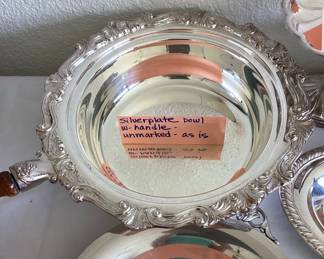 silverplate bowl
w- handle -
unmarked - as is